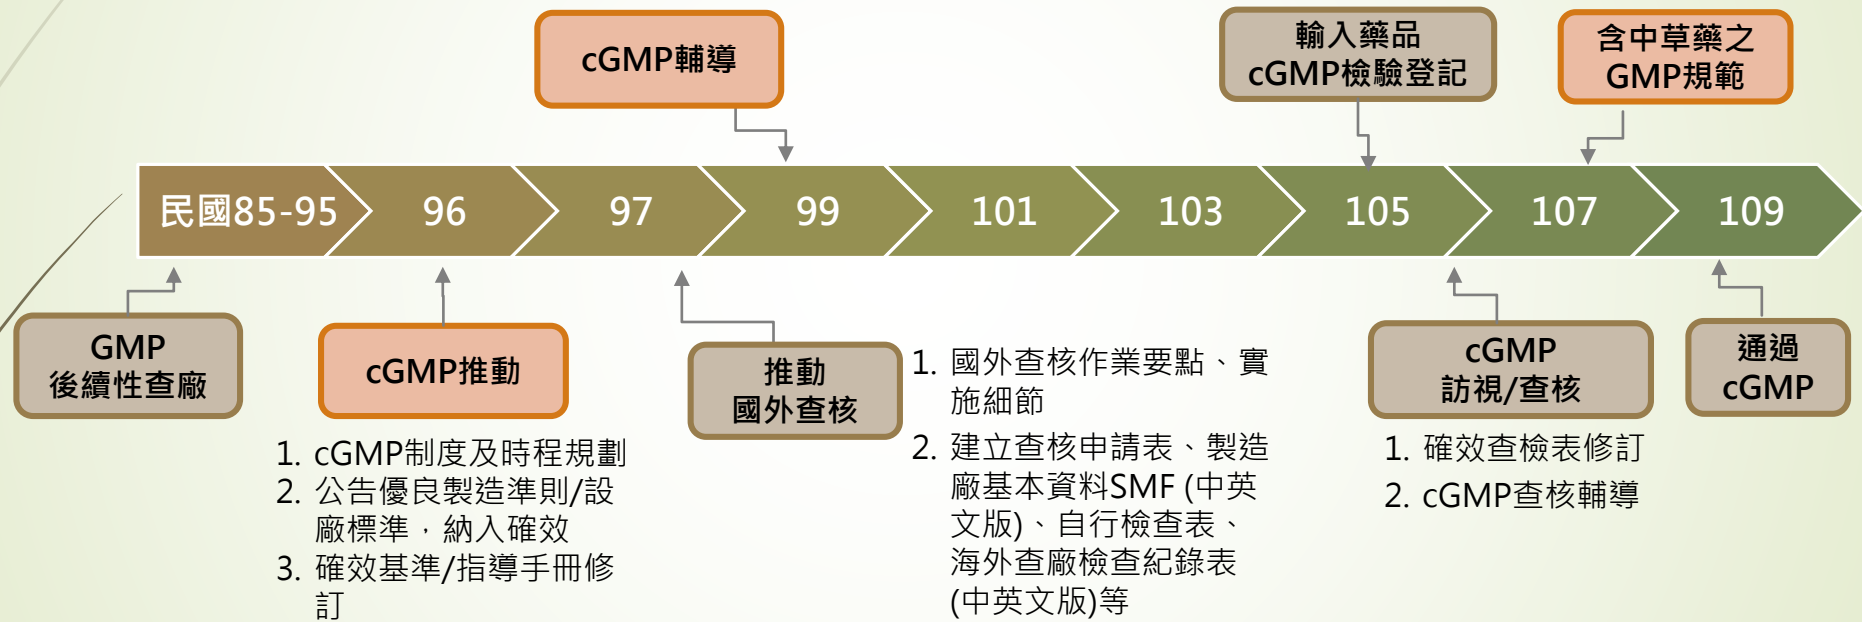 cGMP輔導
輸入藥品
cGMP檢驗登記
含中草藥之
GMP規範
民國85-95
96
97
99
101
103
105
107
109
GMP
後續性查廠
cGMP推動
1. cGMP制度及時程規劃
2. 公告優良製造準則/設
廠標準，納入確效
3. 確效基準/指導手冊修
訂
推動
國外查核
1. 國外查核作業要點、實
施細節
2. 建立查核申請表、製造
廠基本資料SMF (中英
文版)、自行檢查表、
海外查廠檢查紀錄表
(中英文版)等
cGMP
訪視/查核
1. 確效查檢表修訂
2. cGMP查核輔導
通過
cGMP